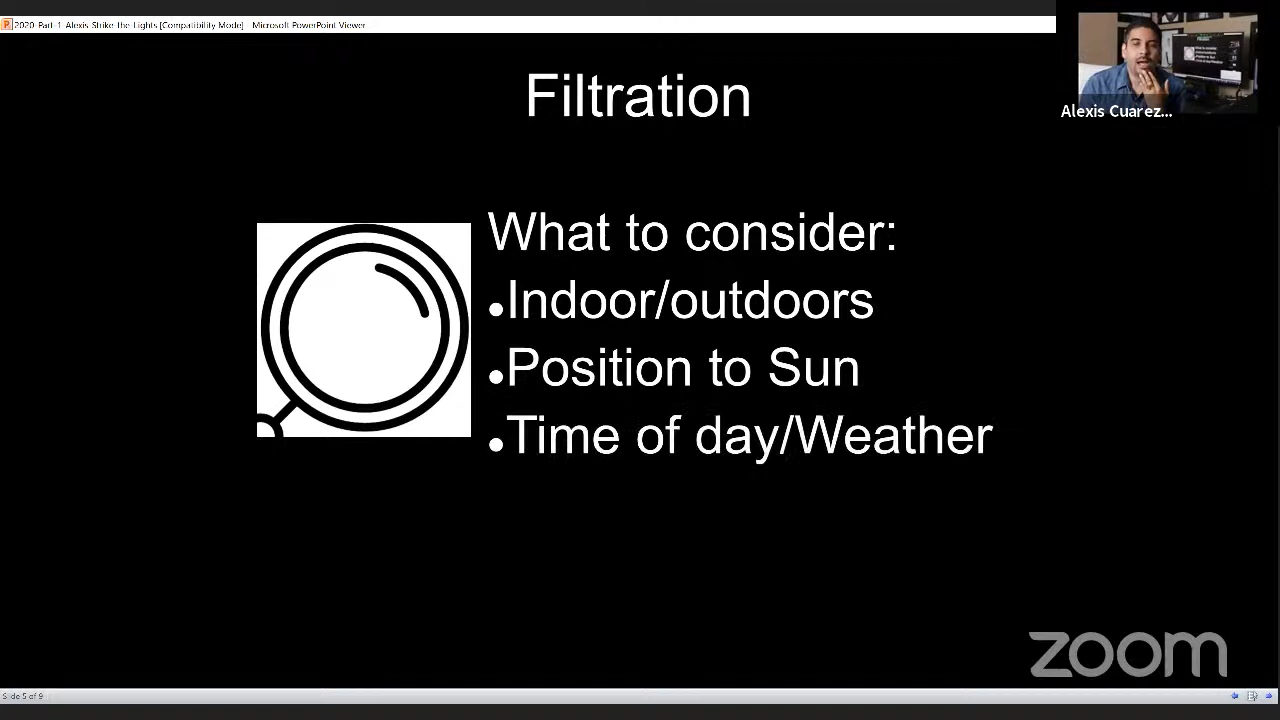 2020-Part-1-Alexis-Strike-the-Lights [Compatibility Mode] - Microsoft PowerPoint Viewer
Alexis Cuarez...
Filtration
What to consider:
•Indoor/outdoors
•Position to Sun
•Time of day/Weather
zoom
Slide 5 of 9